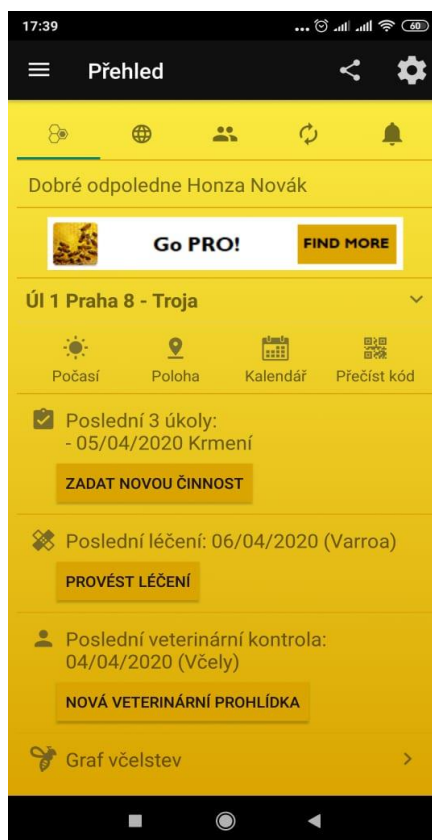 17:39
60
Přehled
Dobré odpoledne Honza Novák
Go PRO!
FIND MORE
Úl 1 Praha 8 - Troja
Počasí
Poloha
Kalendář
Přečíst kód
Poslední 3 úkoly:
- 05/04/2020 Krmení
ZADAT NOVOU ČINNOST
Poslední léčení: 06/04/2020 (Varroa)
PROVÉST LÉČENÍ
Poslední veterinární kontrola:
04/04/2020 (Včely)
NOVÁ VETERINÁRNÍ PROHLÍDKA
Graf včelstev